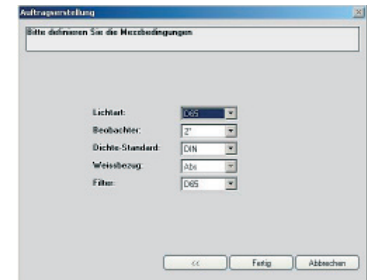 Auftragserstellung
Bitte definieren Sie die Messbedingungen
Lichtart: D65
Beobachter: 2°
Dichte-Standard: DIN
Weissbezug: Abs
Filter: D65
<< Fertig Abbrechen